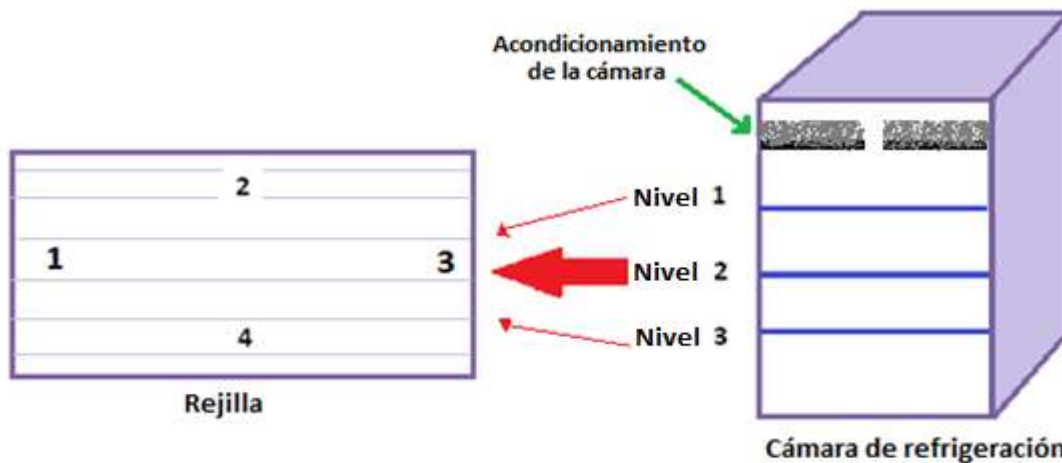 Acondicionamiento
de la cámara
2
1
3
4
Rejilla
Nivel 1
Nivel 2
Nivel 3
Cámara de refrigeración